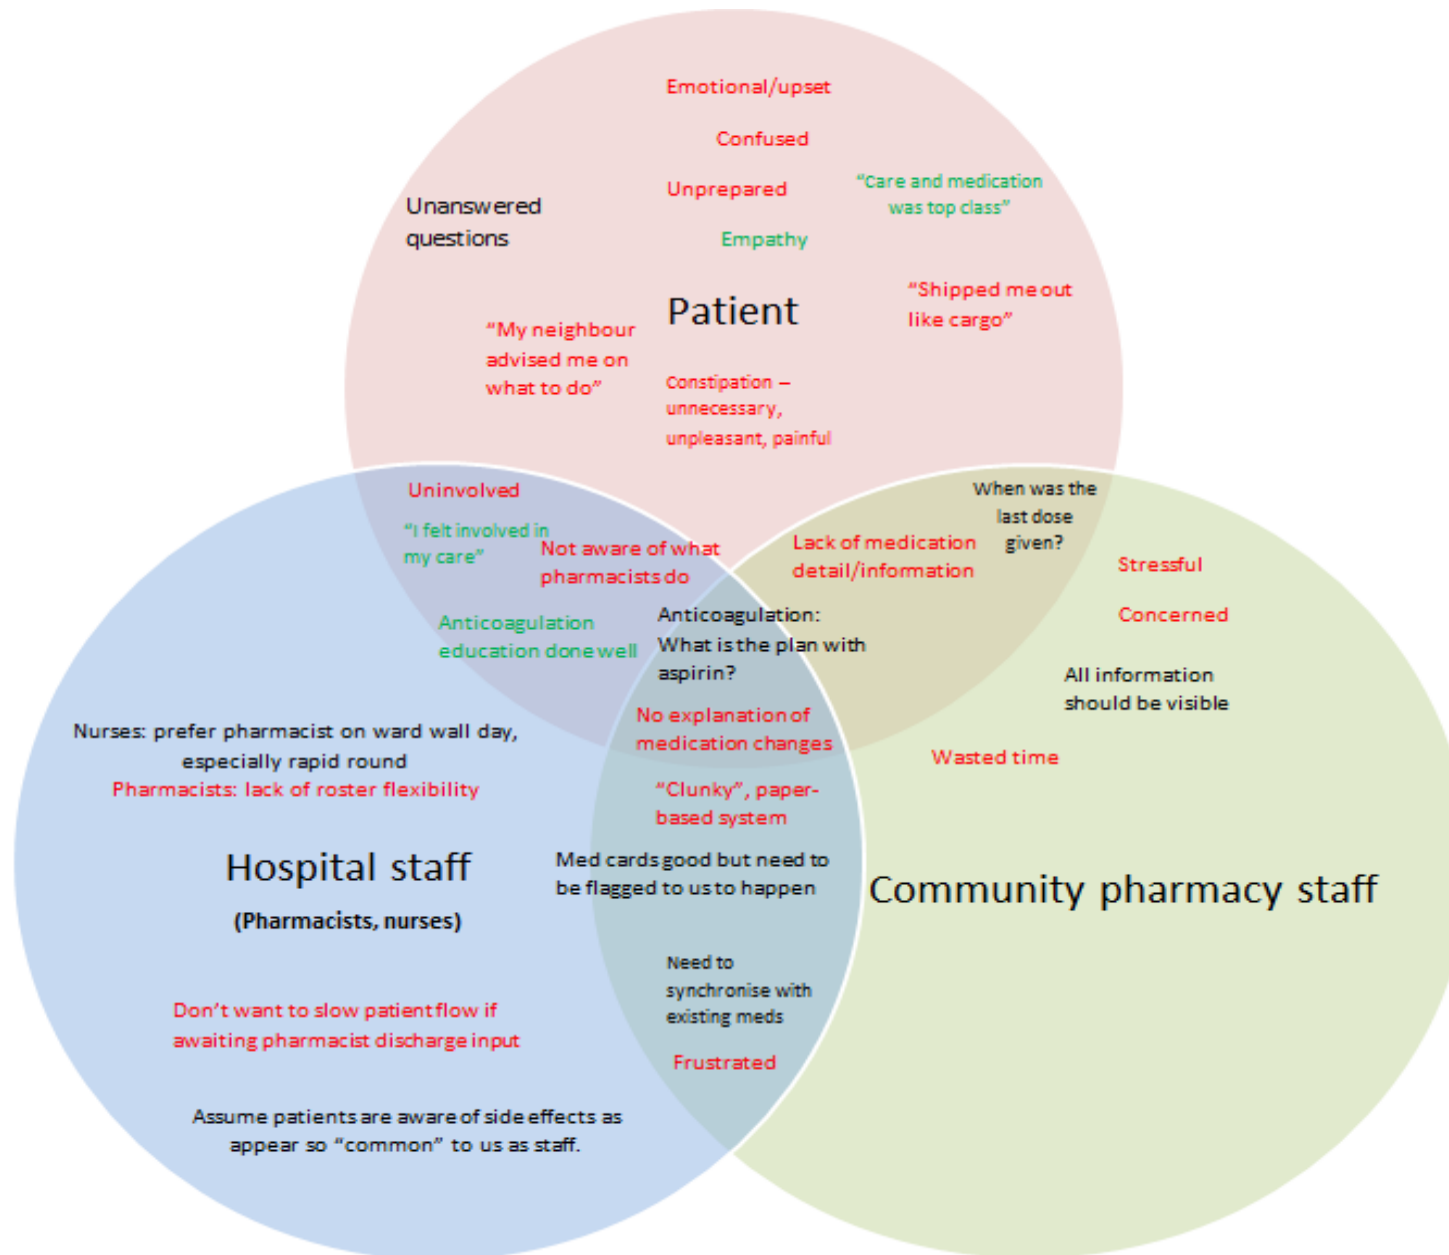 Emotional/upset
Confused
Unprepared
"Care and medication
was top class"
Unanswered
questions
Empathy
Patient
"Shipped me out
like cargo"
"My neighbour
advised me on
what to do"
Constipation –
unnecessary,
unpleasant, painful
Uninvolved
"I felt involved in
my care"
Not aware of what
pharmacists do
Anticoagulation
education done well
When was the
last dose
given?
Lack of medication
detail/information
Stressful
Concerned
Anticoagulation:
What is the plan with
aspirin?
All information
should be visible
No explanation of
medication changes
Wasted time
Nurses: prefer pharmacist on ward wall day,
especially rapid round
Pharmacists: lack of roster flexibility
"Clunky", paper-
based system
Hospital staff
(Pharmacists, nurses)
Med cards good but need to
be flagged to us to happen
Community pharmacy staff
Need to
synchronise with
existing meds
Don't want to slow patient flow if
awaiting pharmacist discharge input
Frustrated
Assume patients are aware of side effects as
appear so "common" to us as staff.